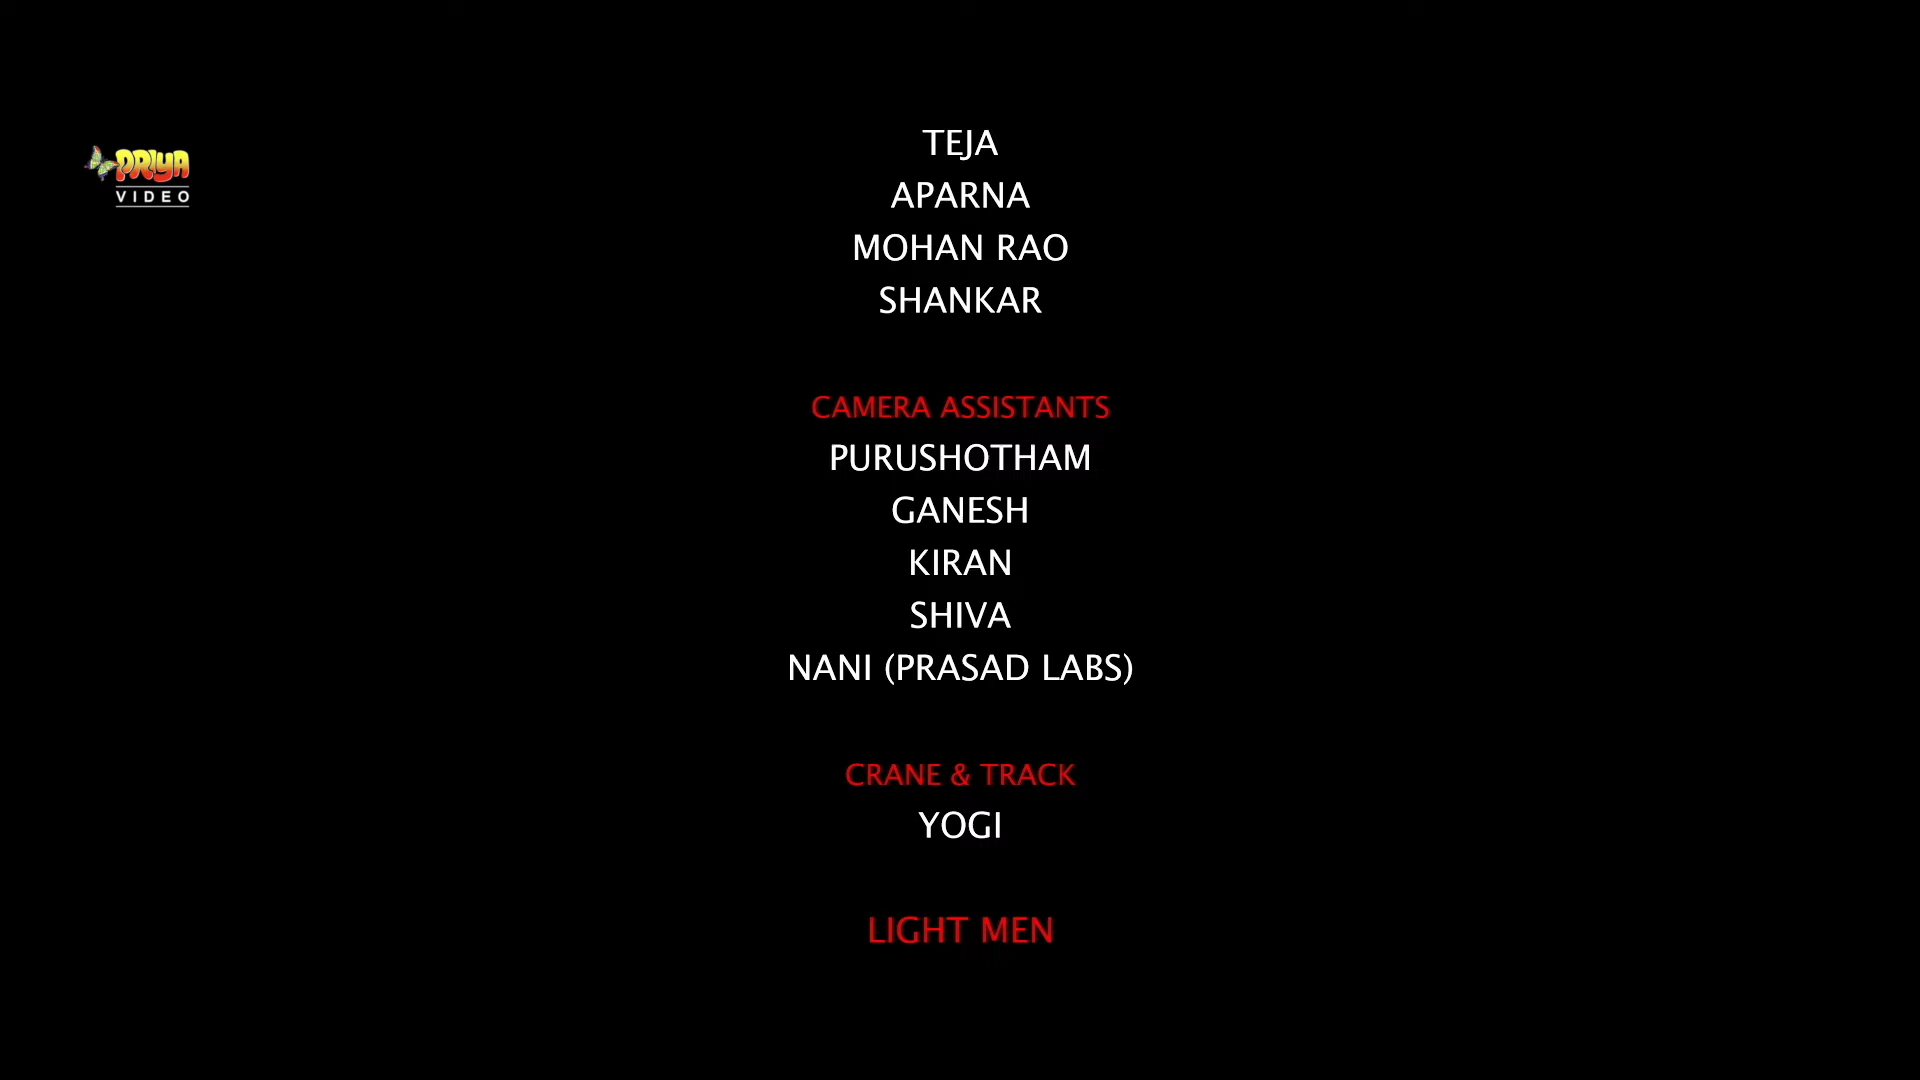 PRIYA
VIDEO
TEJA
APARNA
MOHAN RAO
SHANKAR
CAMERA ASSISTANTS
PURUSHOTHAM
GANESH
KIRAN
SHIVA
NANI (PRASAD LABS)
CRANE & TRACK
YOGI
LIGHT MEN